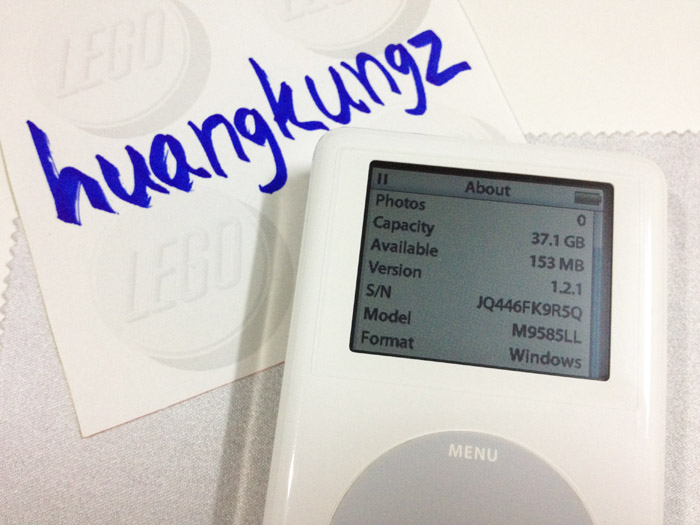 LEGO
huangkungz
LEGO
About
Photos 0
Capacity 37.1 GB
Available 153 MB
Version 1.2.1
S/N JQ446FK9R5Q
Model M9585LL
Format Windows
MENU